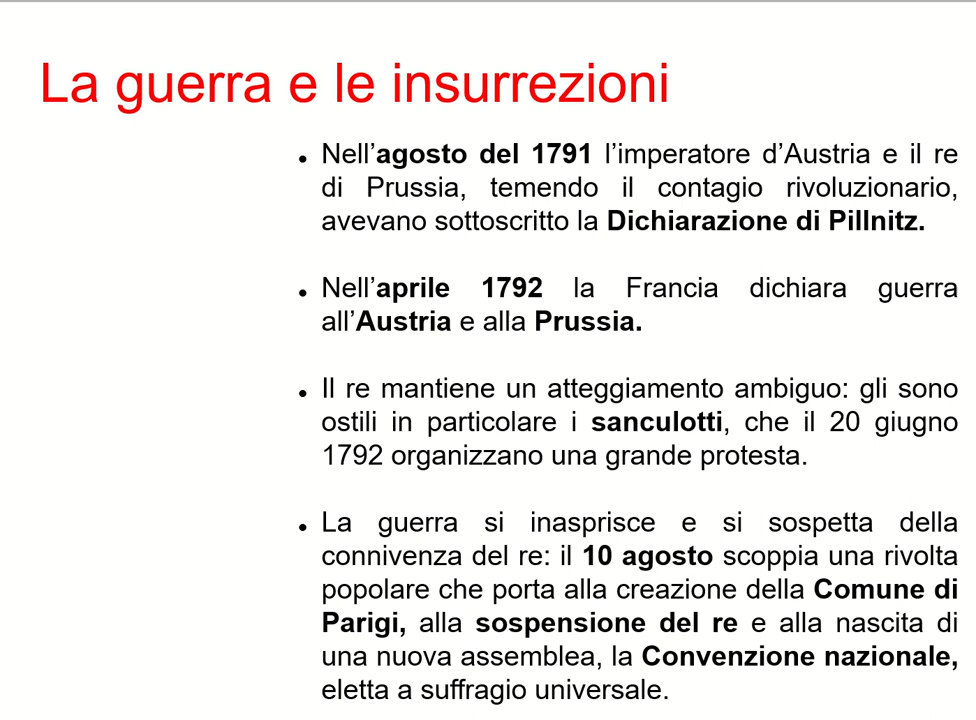 La guerra e le insurrezioni
• Nell’agosto del 1791 l’imperatore d’Austria e il re
di Prussia, temendo il contagio rivoluzionario,
avevano sottoscritto la Dichiarazione di Pillnitz.
• Nell’aprile 1792 la Francia dichiara guerra
all’Austria e alla Prussia.
• Il re mantiene un atteggiamento ambiguo: gli sono
ostili in particolare i sanculotti, che il 20 giugno
1792 organizzano una grande protesta.
• La guerra si inasprisce e si sospetta della
connivenza del re: il 10 agosto scoppia una rivolta
popolare che porta alla creazione della Comune di
Parigi, alla sospensione del re e alla nascita di
una nuova assemblea, la Convenzione nazionale,
eletta a suffragio universale.